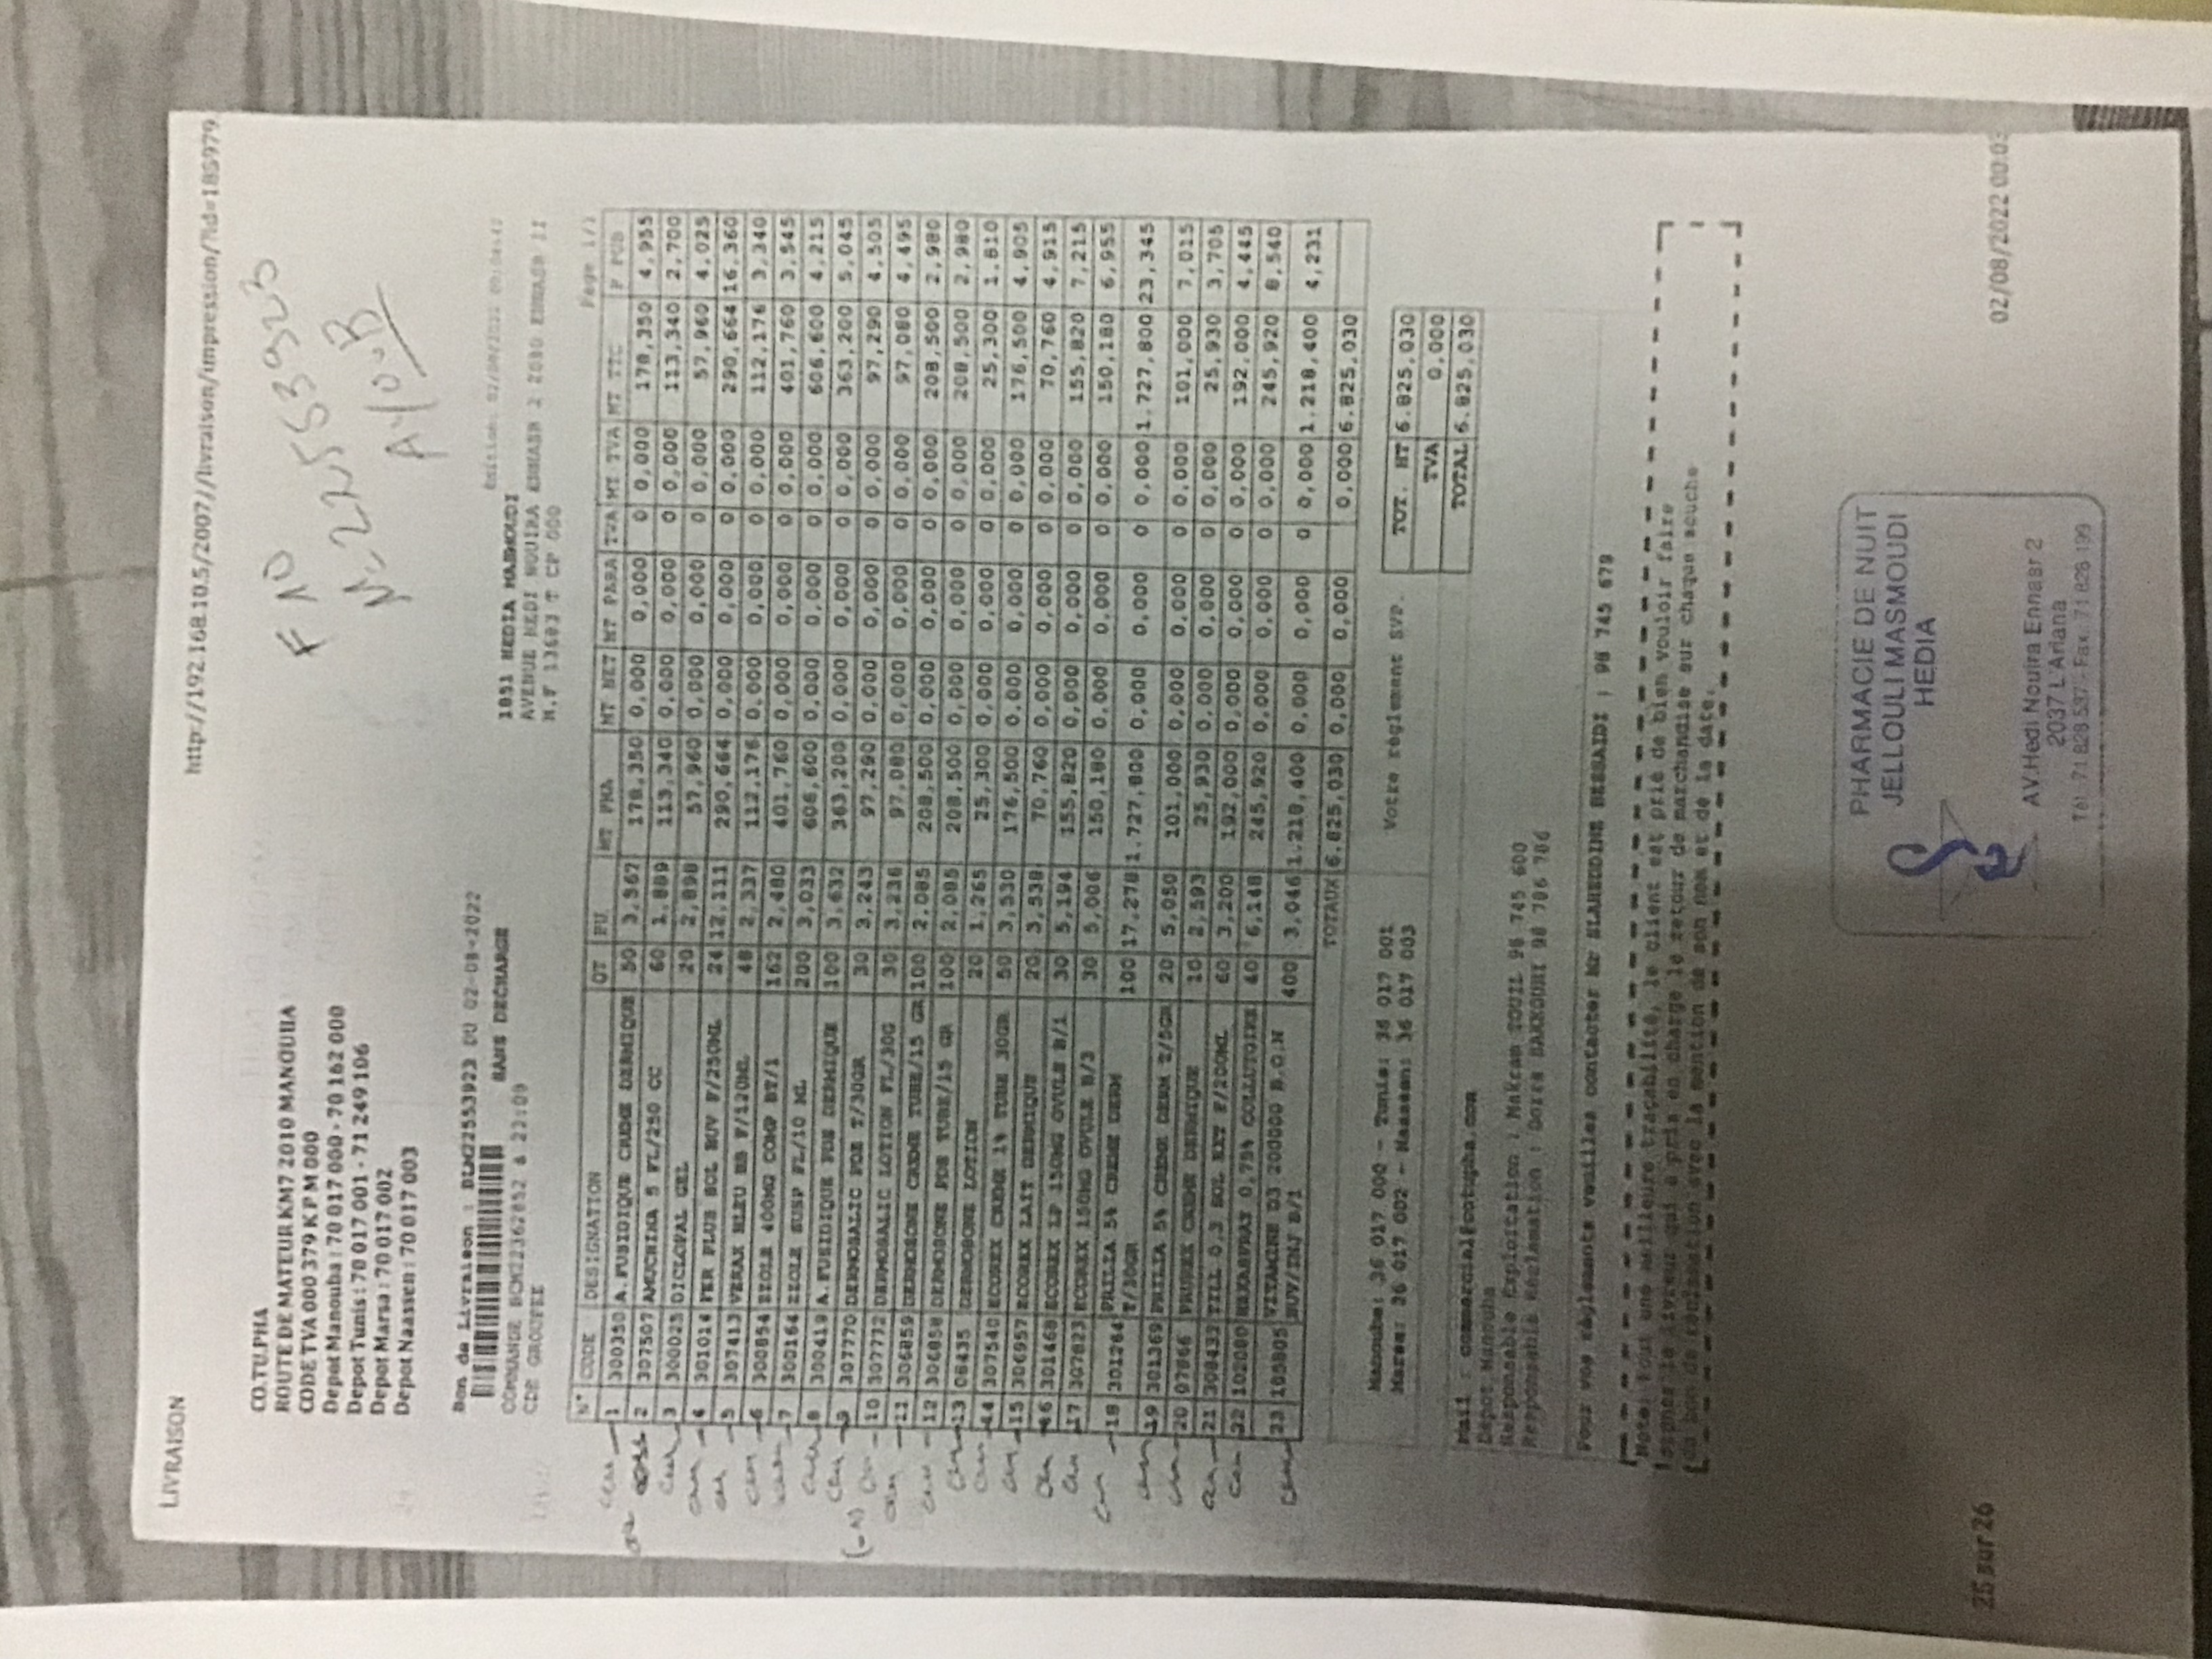 LIVRAISON
http://192.168.10.5/2007//livraison/impression/?id=185979
CO.TU.PHA
ROUTE DE MATEUR KM7 2010 MANOUBA
CODE TVA 000 379 K P M 000
Depot Manouba : 70 017 000 - 70 162 000
Depot Tunis : 70 017 001 - 71 249 106
Depot Marsa : 70 017 002
Depot Naassen : 70 017 003
F 10
M-22553923
AYOUB
Bon de Livraison : BLM22553923 DU 02-08-2022
SANS DECHARGE
COMMANDE BCM22362852 à 22:09
CDE GROUPEE
1851 HEDIA MASMOUDI
AVENUE HEDI NOUIRA ENNASR 2 2080 ENNASR II
M.F 13683 T CP 000
Page 1/1
N° CODE DESIGNATION QT PU MT PHA MT NET MT PARA TVA MT TVA MT TTC P PUB
1 300350 A.FUSIDIQUE CREME DERMIQUE 50 3,567 178,350 0,000 0,000 0 0,000 178,350 4,955
2 307507 AMUCHINA 5 FL/250 CC 60 1,889 113,340 0,000 0,000 0 0,000 113,340 2,700
3 300025 DICLOFAL GEL 20 2,898 57,960 0,000 0,000 0 0,000 57,960 4,025
4 301014 FER PLUS SOL BUV F/250ML 24 12,111 290,664 0,000 0,000 0 0,000 290,664 16,360
5 307413 VERAX BLEU BB F/120ML 48 2,337 112,176 0,000 0,000 0 0,000 112,176 3,340
6 300854 EZOLE 400MG COMP BT/1 162 2,480 401,760 0,000 0,000 0 0,000 401,760 3,545
7 300164 EZOLE SUSP FL/10 ML 200 3,033 606,600 0,000 0,000 0 0,000 606,600 4,215
8 300419 A.FUSIDIQUE PDE DERMIQUE 100 3,632 363,200 0,000 0,000 0 0,000 363,200 5,045
9 307770 DERMOSALIC PDE T/30GR 30 3,243 97,290 0,000 0,000 0 0,000 97,290 4,505
(-1)
10 307772 DERMOSALIC LOTION FL/30G 30 3,236 97,080 0,000 0,000 0 0,000 97,080 4,495
11 306859 DERMOSONE CREME TUBE/15 GR 100 2,085 208,500 0,000 0,000 0 0,000 208,500 2,980
12 306858 DERMOSONE PDE TUBE/15 GR 100 2,085 208,500 0,000 0,000 0 0,000 208,500 2,980
13 08435 DERMOSONE LOTION 20 1,265 25,300 0,000 0,000 0 0,000 25,300 1,810
14 307540 ECOREX CREME 1% TUBE 30GR 50 3,530 176,500 0,000 0,000 0 0,000 176,500 4,905
15 306957 ECOREX LAIT DERMIQUE 20 3,538 70,760 0,000 0,000 0 0,000 70,760 4,915
16 301468 ECOREX LP 150MG OVULE B/1 30 5,194 155,820 0,000 0,000 0 0,000 155,820 7,215
17 307823 ECOREX 150MG OVULE B/3 30 5,006 150,180 0,000 0,000 0 0,000 150,180 6,955
18 301264 PRILIA 5% CREME DERM T/30GR 100 17,278 1.727,800 0,000 0,000 0 0,000 1.727,800 23,345
19 301369 PRILIA 5% CREME DERM T/5GR 20 5,050 101,000 0,000 0,000 0 0,000 101,000 7,015
20 07866 PRUREX CREME DERMIQUE 10 2,593 25,930 0,000 0,000 0 0,000 25,930 3,705
21 308433 TILL 0,3 SOL EXT F/200ML 60 3,200 192,000 0,000 0,000 0 0,000 192,000 4,445
22 102080 HEXASPRAY 0,75% COLLUTOIRE 40 6,148 245,920 0,000 0,000 0 0,000 245,920 8,540
23 185805 VITAMINE D3 200000 B.O.N BUV/INJ B/1 400 3,046 1.218,400 0,000 0,000 0 0,000 1.218,400 4,231
TOTAUX 6.825,030 0,000 0,000 0,000 6.825,030
Manouba: 36 017 000 - Tunis: 36 017 001
Marsa: 36 017 002 - Naassen: 36 017 003
Votre règlement SVP.
TOT. HT 6.825,030
TVA 0,000
TOTAL 6.825,030
Mail : commercial@cotupha.com
Dépot Manouba
Responsable Exploitation : Makram TOUIL 98 745 600
Responsable Réclamation : Dorra BAKKOURI 98 786 786
Pour vos règlements veuilles contacter Mr SLAHEDDINE BESSAIDI : 98 745 679
Note: Pour une meilleure traçabilité, le client est prié de bien vouloir faire
signer le livreur qui a pris en charge le retour de marchandise sur chaque souche
du bon de réclamation avec la mention de son nom et de la date.
PHARMACIE DE NUIT
JELLOULI MASMOUDI
HEDIA
AV.Hedi Nouira Ennasr 2
2037 L'Ariana
Tél. 71 828 537 - Fax. 71 828 199
25 sur 26
02/08/2022 00:03